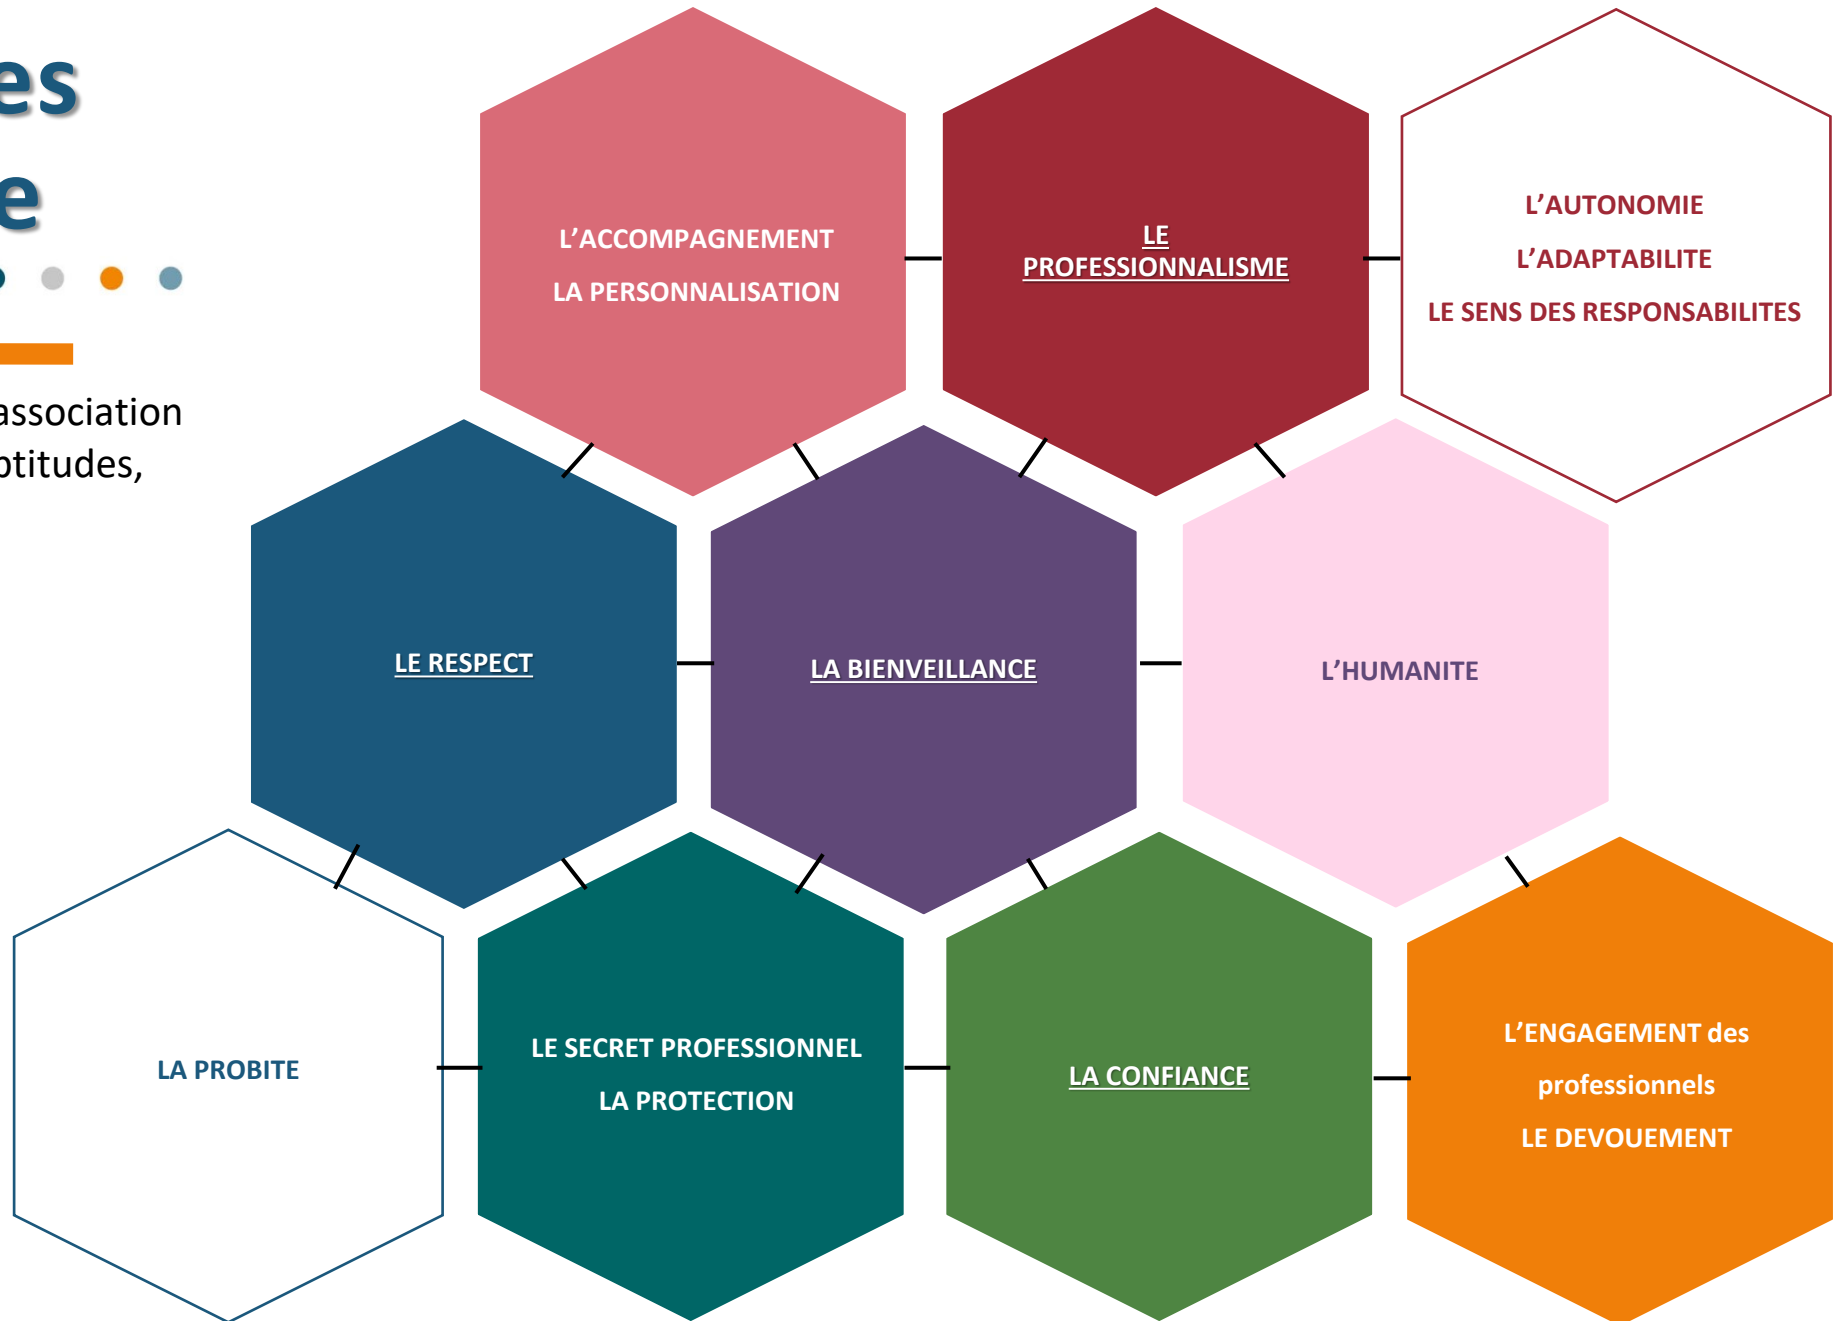 es
e
association
ptitudes,
L'ACCOMPAGNEMENT
LA PERSONNALISATION
LE
PROFESSIONNALISME
L'AUTONOMIE
L'ADAPTABILITE
LE SENS DES RESPONSABILITES
LE RESPECT
LA BIENVEILLANCE
L'HUMANITE
LA PROBITE
LE SECRET PROFESSIONNEL
LA PROTECTION
LA CONFIANCE
L'ENGAGEMENT des
professionnels
LE DEVOUEMENT